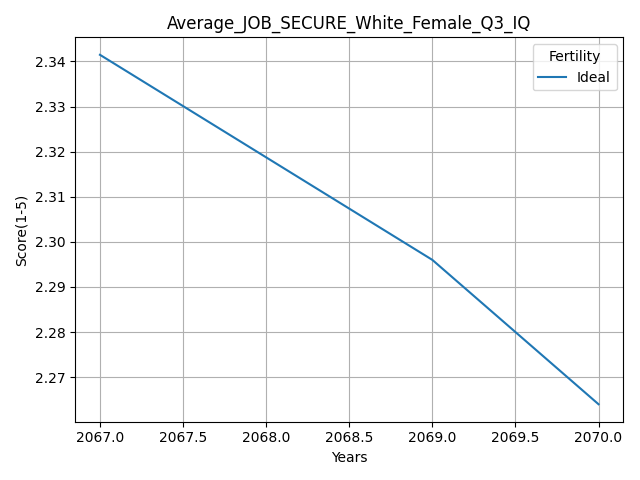 Average_JOB_SECURE_White_Female_Q3_IQ
Fertility
Ideal
Score(1-5)
2.34
2.33
2.32
2.31
2.30
2.29
2.28
2.27
2067.0 2067.5 2068.0 2068.5 2069.0 2069.5 2070.0
Years